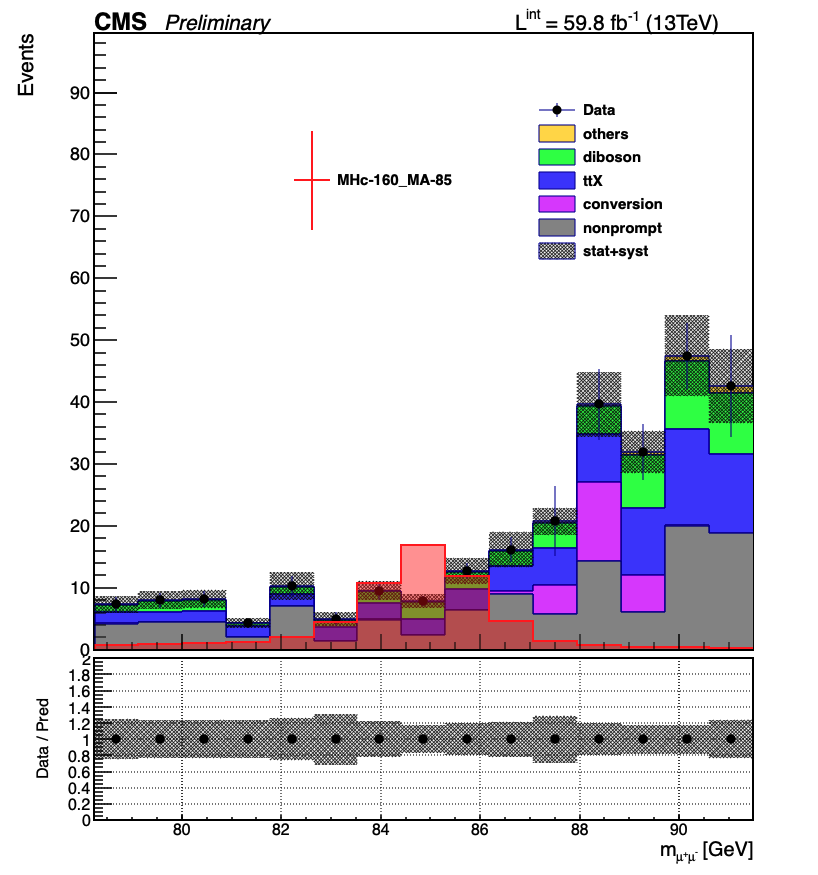 CMS Preliminary
L^int = 59.8 fb^-1 (13TeV)
Events
90
80
70
60
50
40
30
20
10
0
Data
others
diboson
ttX
conversion
nonprompt
stat+syst
MHc-160_MA-85
Data / Pred
2
1.8
1.6
1.4
1.2
1
0.8
0.6
0.4
0.2
0
80
82
84
86
88
90
m_μ⁺μ⁻ [GeV]